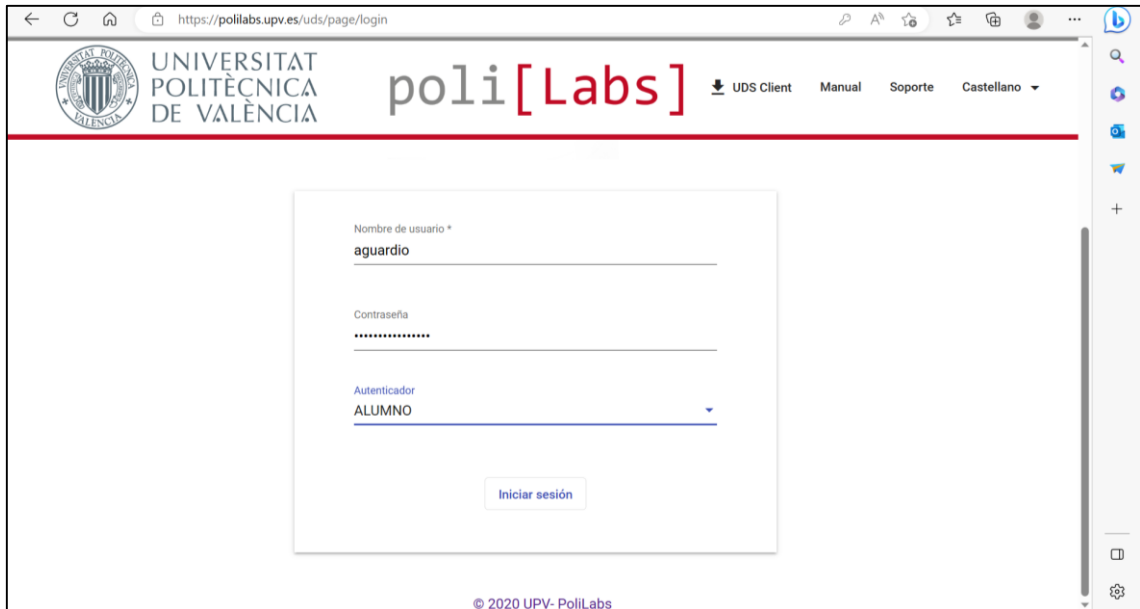 https://polilabs.upv.es/uds/page/login
UNIVERSITAT
POLITÈCNICA
DE VALÈNCIA
poli[Labs]
UDS Client
Manual
Soporte
Castellano
Nombre de usuario *
aguardio
Contraseña
••••••••••••••••
Autenticador
ALUMNO
Iniciar sesión
© 2020 UPV- PoliLabs